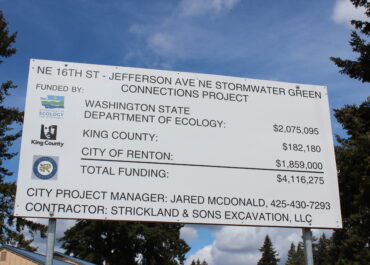 NE 16TH ST - JEFFERSON AVE NE STORMWATER GREEN
CONNECTIONS PROJECT
FUNDED BY:
WASHINGTON STATE
DEPARTMENT OF ECOLOGY: $2,075,095
ECOLOGY
KING COUNTY: $182,180
King County
CITY OF RENTON: $1,859,000
TOTAL FUNDING: $4,116,275
CITY PROJECT MANAGER: JARED MCDONALD, 425-430-7293
CONTRACTOR: STRICKLAND & SONS EXCAVATION, LLC